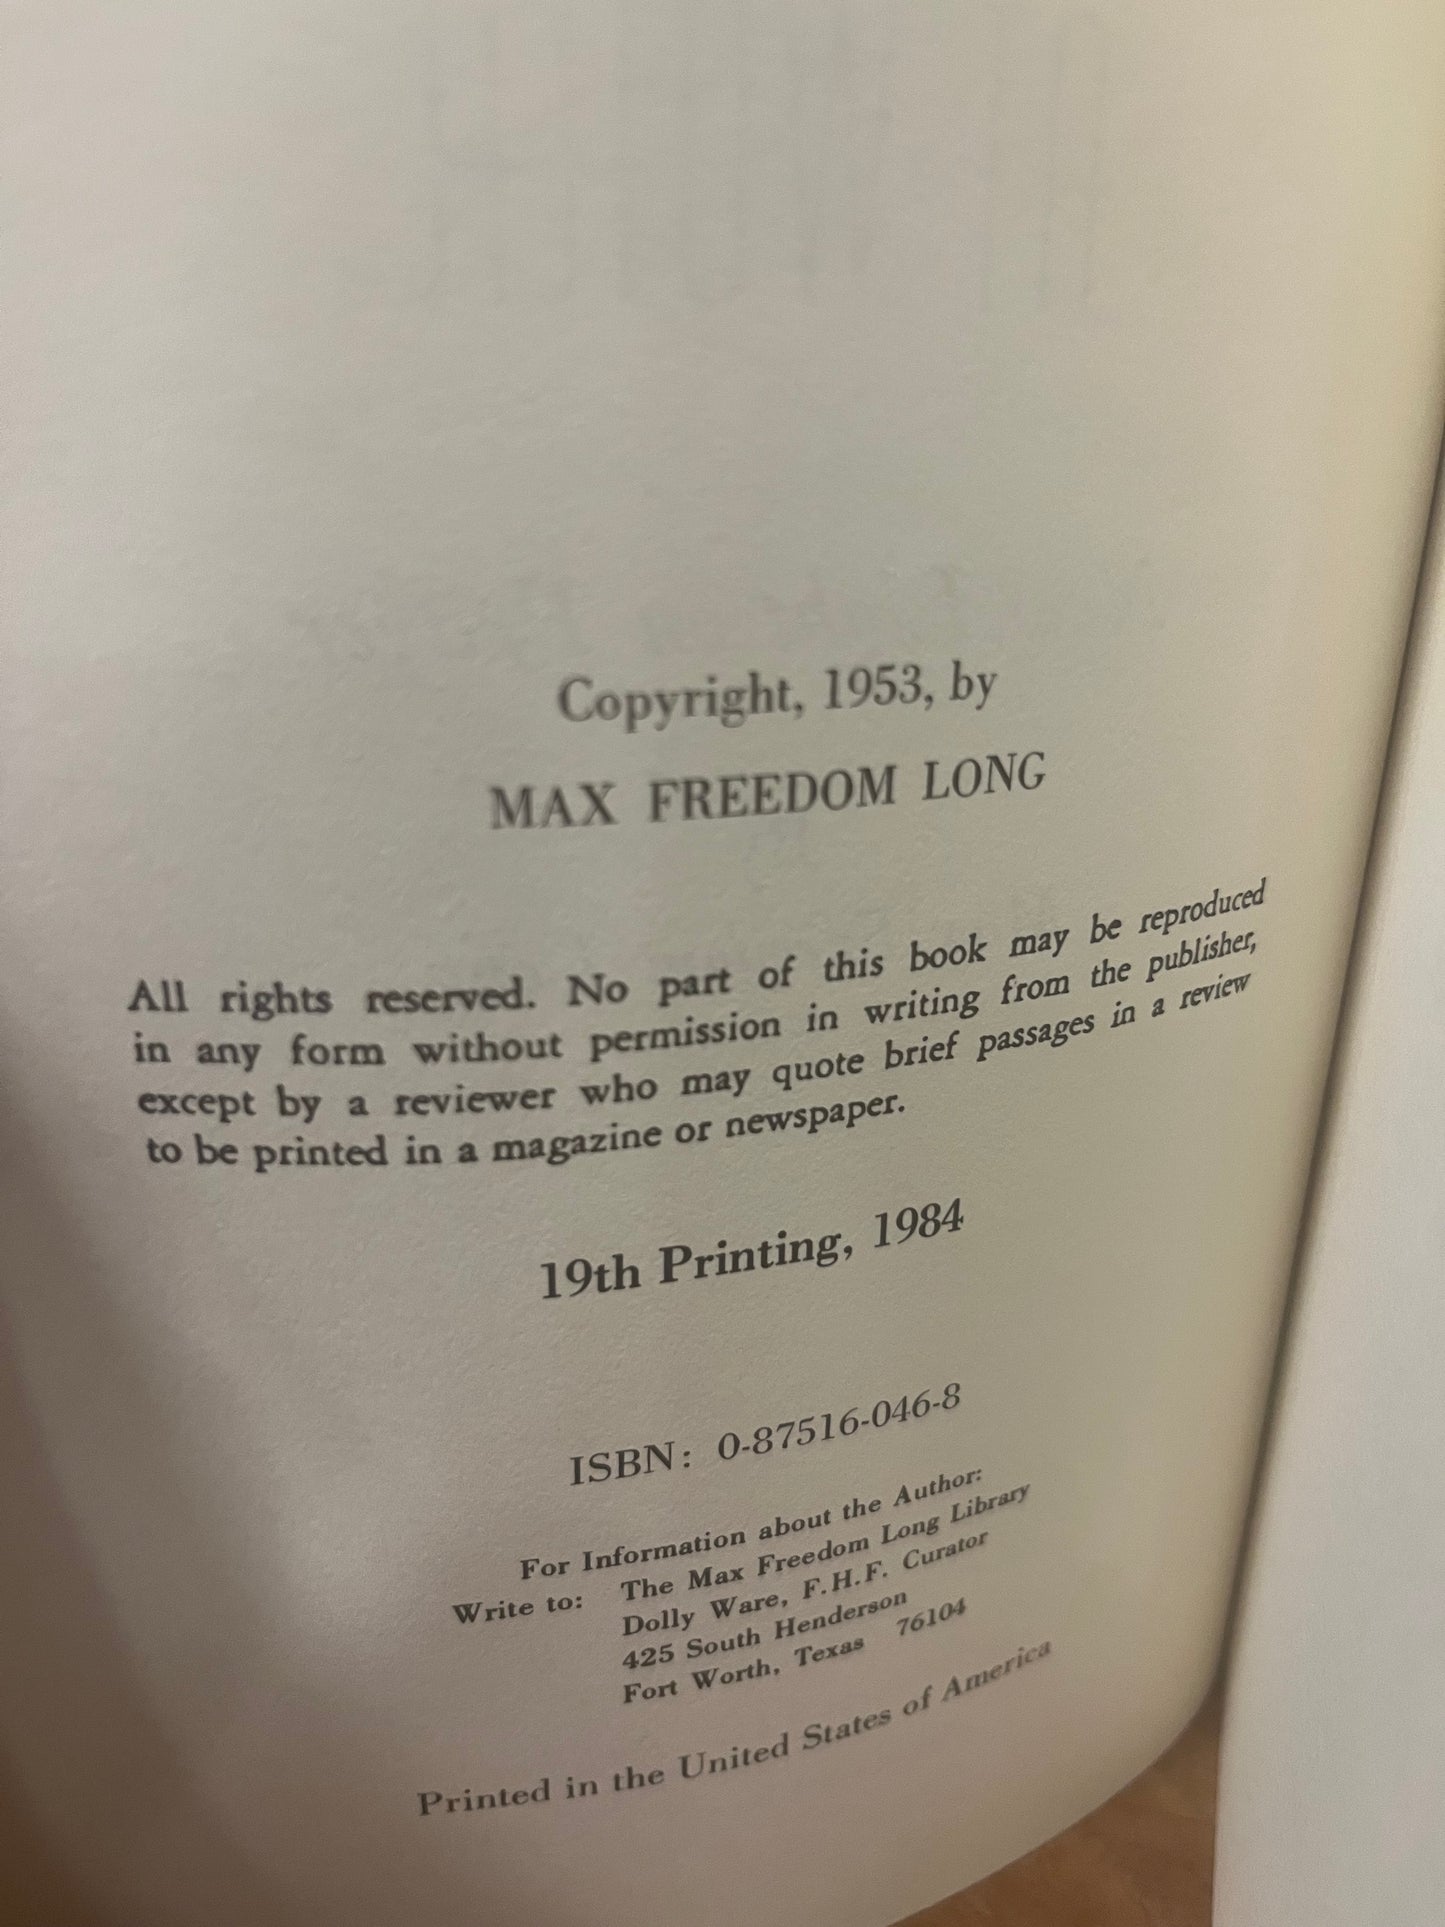 Copyright, 1953, by
MAX FREEDOM LONG
All rights reserved. No part of this book may be reproduced
in any form without permission in writing from the publisher,
except by a reviewer who may quote brief passages in a review
to be printed in a magazine or newspaper.
19th Printing, 1984
ISBN: 0-87516-046-8
For Information about the Author:
Write to: The Max Freedom Long Library
Dolly Ware, F.H.F. Curator
425 South Henderson
Fort Worth, Texas 76104
Printed in the United States of America